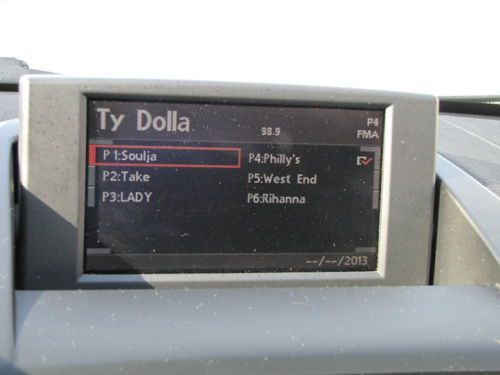 Ty Dolla
98.9
P4
FMA
P1:Soulja
P4:Philly's
P2:Take
P5:West End
P3:LADY
P6:Rihanna
--/--/2013